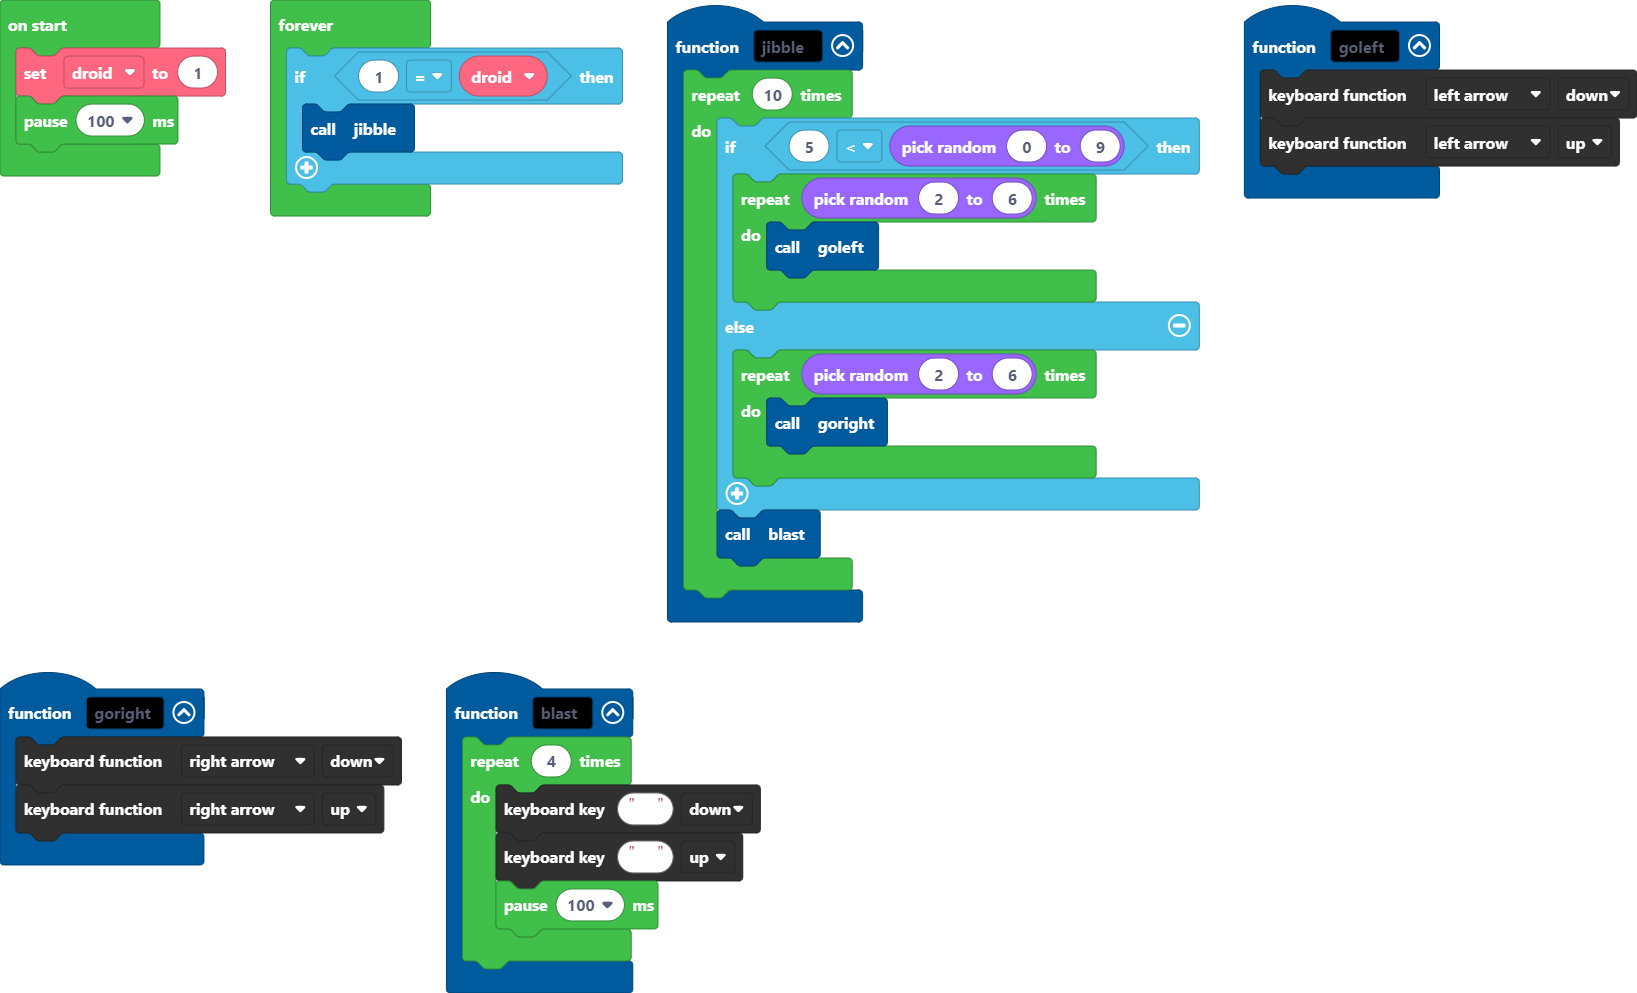 on start
set droid to 1
pause 100 ms
forever
if 1 = droid then
call jibble
function jibble
repeat 10 times
do
if 5 < pick random 0 to 9 then
repeat pick random 2 to 6 times
do call goleft
else
repeat pick random 2 to 6 times
do call goright
call blast
function goleft
keyboard function left arrow down
keyboard function left arrow up
function goright
keyboard function right arrow down
keyboard function right arrow up
function blast
repeat 4 times
do
keyboard key " " down
keyboard key " " up
pause 100 ms